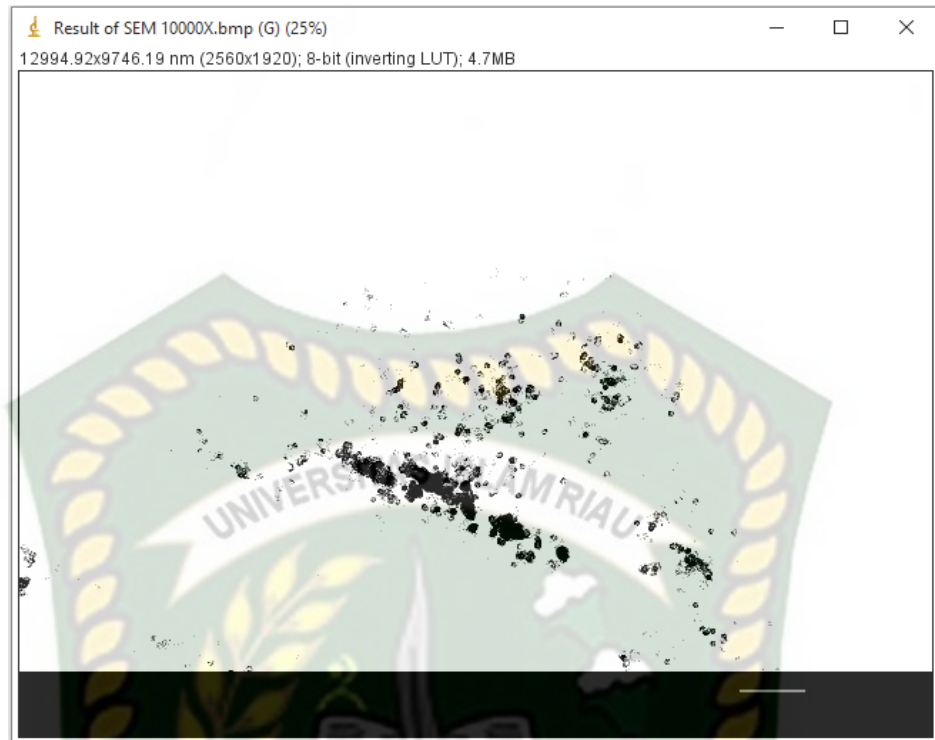 Result of SEM 10000X.bmp (G) (25%)
12994.92x9746.19 nm (2560x1920); 8-bit (inverting LUT); 4.7MB
UNIVERSITAS ISLAM RIAU